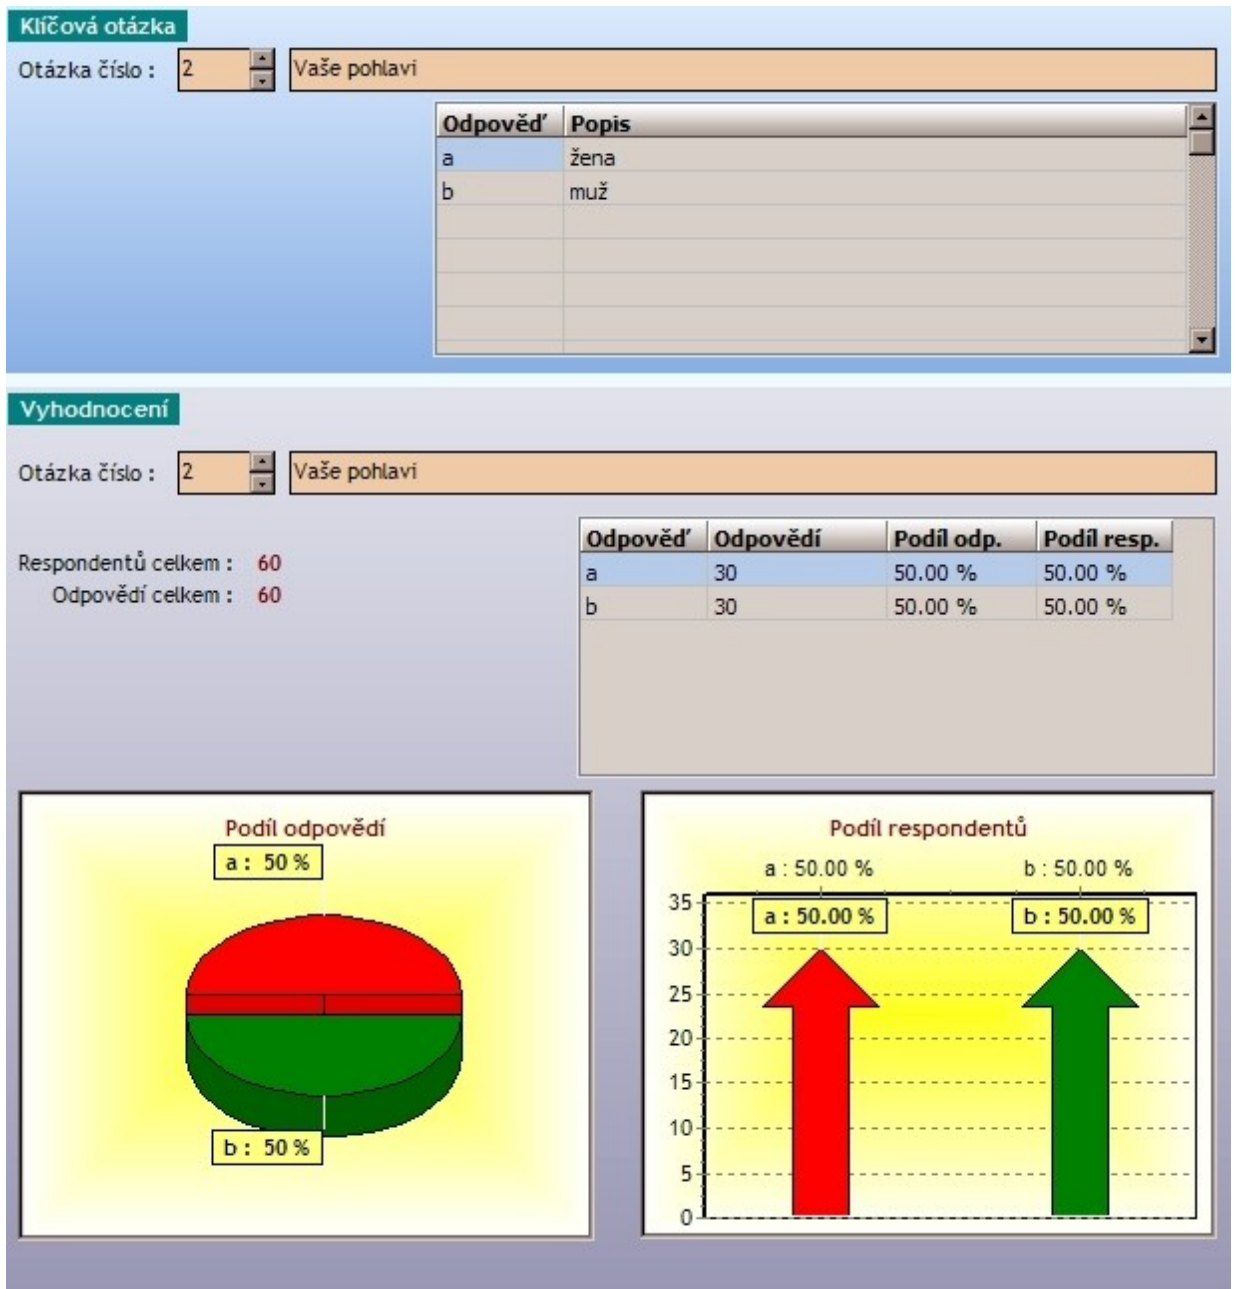 Klíčová otázka
Otázka číslo : 2 Vaše pohlavi
Odpověď Popis
a žena
b muž
Vyhodnocení
Otázka číslo : 2 Vaše pohlavi
Respondentů celkem : 60
Odpovědí celkem : 60
Odpověď Odpovědí Podíl odp. Podíl resp.
a 30 50.00 % 50.00 %
b 30 50.00 % 50.00 %
Podíl odpovědí
a : 50 %
b : 50 %
Podíl respondentů
a : 50.00 % b : 50.00 %
a : 50.00 % b : 50.00 %
35
30
25
20
15
10
5
0